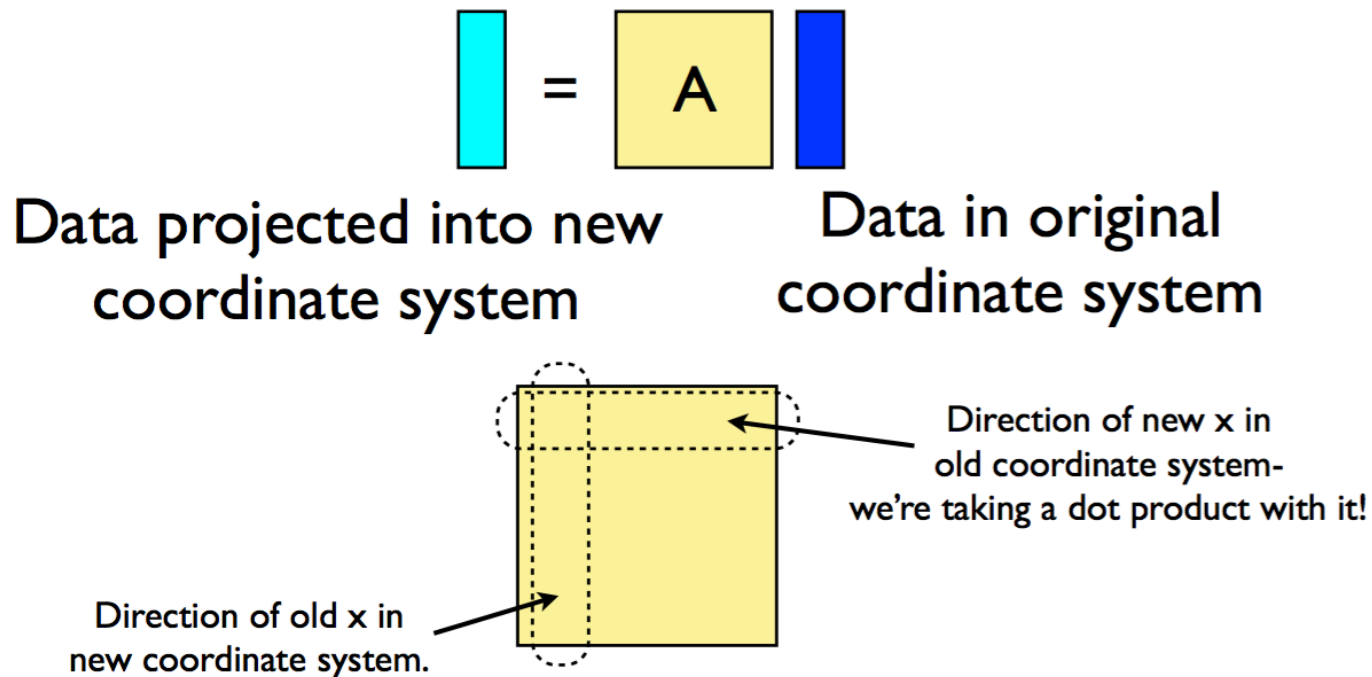 = A
Data projected into new
coordinate system
Data in original
coordinate system
Direction of new x in
old coordinate system-
we're taking a dot product with it!
Direction of old x in
new coordinate system.